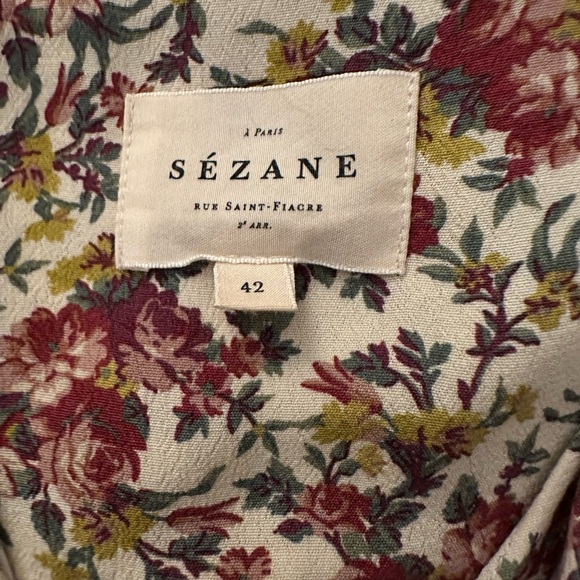 À PARIS
SÉZANE
RUE SAINT-FIACRE
2ᵉ ARR.
42